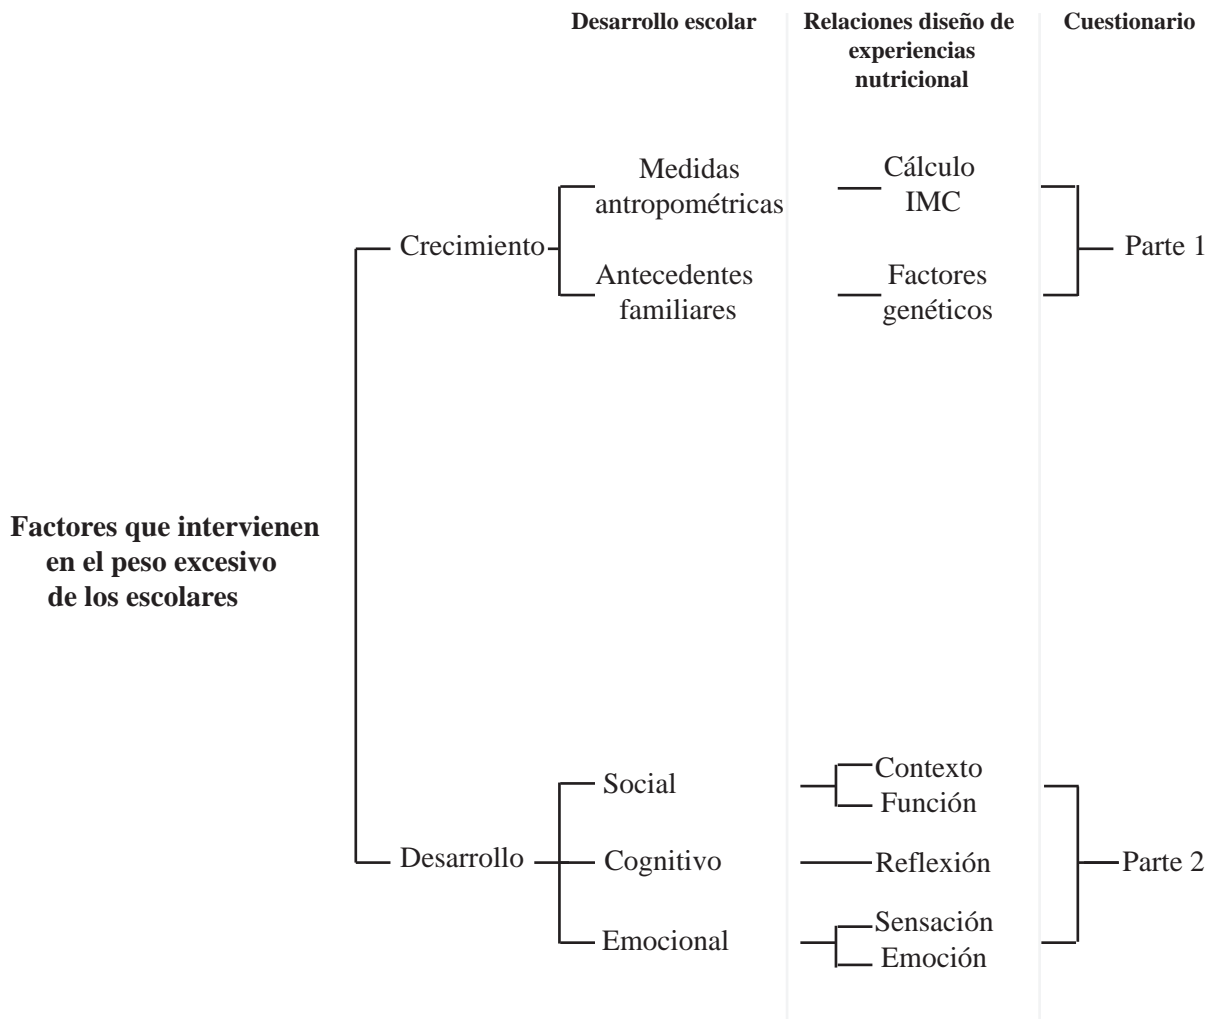 Desarrollo escolar
Relaciones diseño de
experiencias
nutricional
Cuestionario
Medidas
antropométricas
Cálculo
IMC
Crecimiento
Parte 1
Antecedentes
familiares
Factores
genéticos
Factores que intervienen
en el peso excesivo
de los escolares
Social
Contexto
Función
Desarrollo
Cognitivo
Reflexión
Parte 2
Emocional
Sensación
Emoción